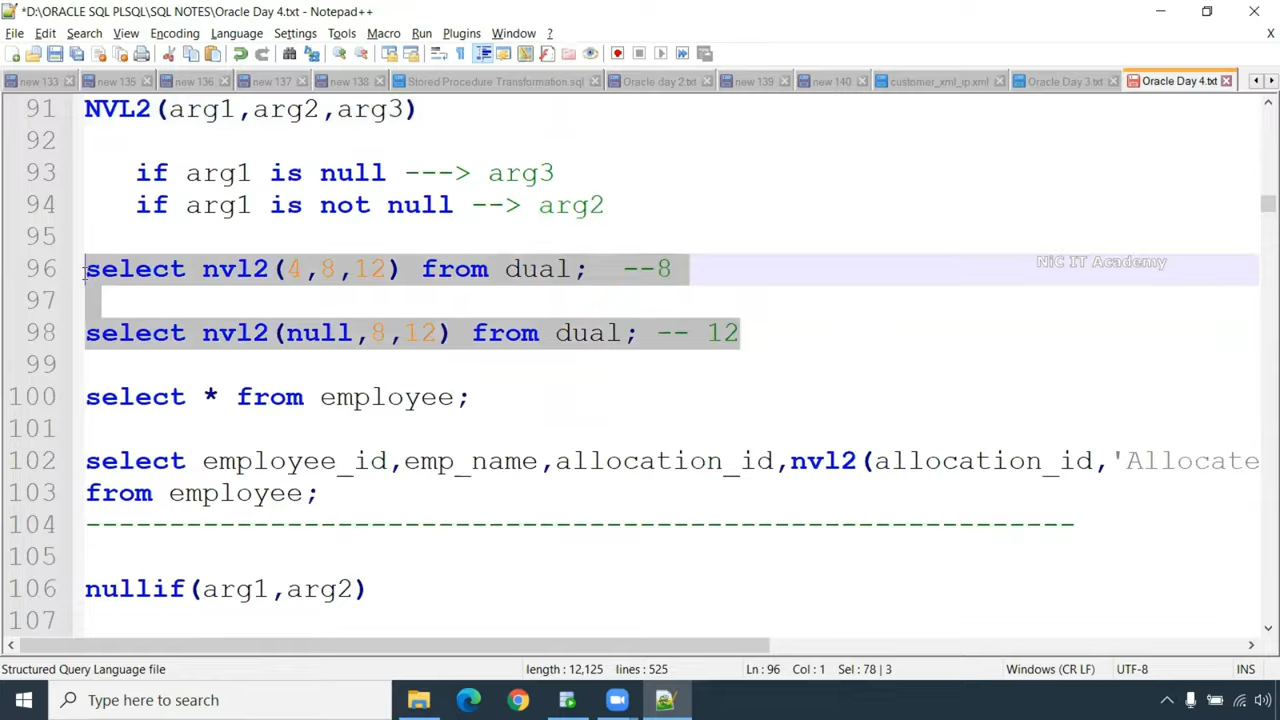 *D:\ORACLE SQL PLSQL\SQL NOTES\Oracle Day 4.txt - Notepad++
File Edit Search View Encoding Language Settings Tools Macro Run Plugins Window ? X
new 133 new 135 new 136 new 137 new 138 Stored Procedure Transformation.sql Oracle day 2.txt new 139 new 140 customer_xml_ip.xml Oracle Day 3.txt Oracle Day 4.txt
91 NVL2(arg1,arg2,arg3)
92
93 if arg1 is null ---> arg3
94 if arg1 is not null --> arg2
95
96 select nvl2(4,8,12) from dual; --8
NiC IT Academy
97
98 select nvl2(null,8,12) from dual; -- 12
99
100 select * from employee;
101
102 select employee_id,emp_name,allocation_id,nvl2(allocation_id,'Allocate
103 from employee;
104 -----------------------------------------------------------
105
106 nullif(arg1,arg2)
107
Structured Query Language file length : 12,125 lines : 525 Ln : 96 Col : 1 Sel : 78 | 3 Windows (CR LF) UTF-8 INS
Type here to search